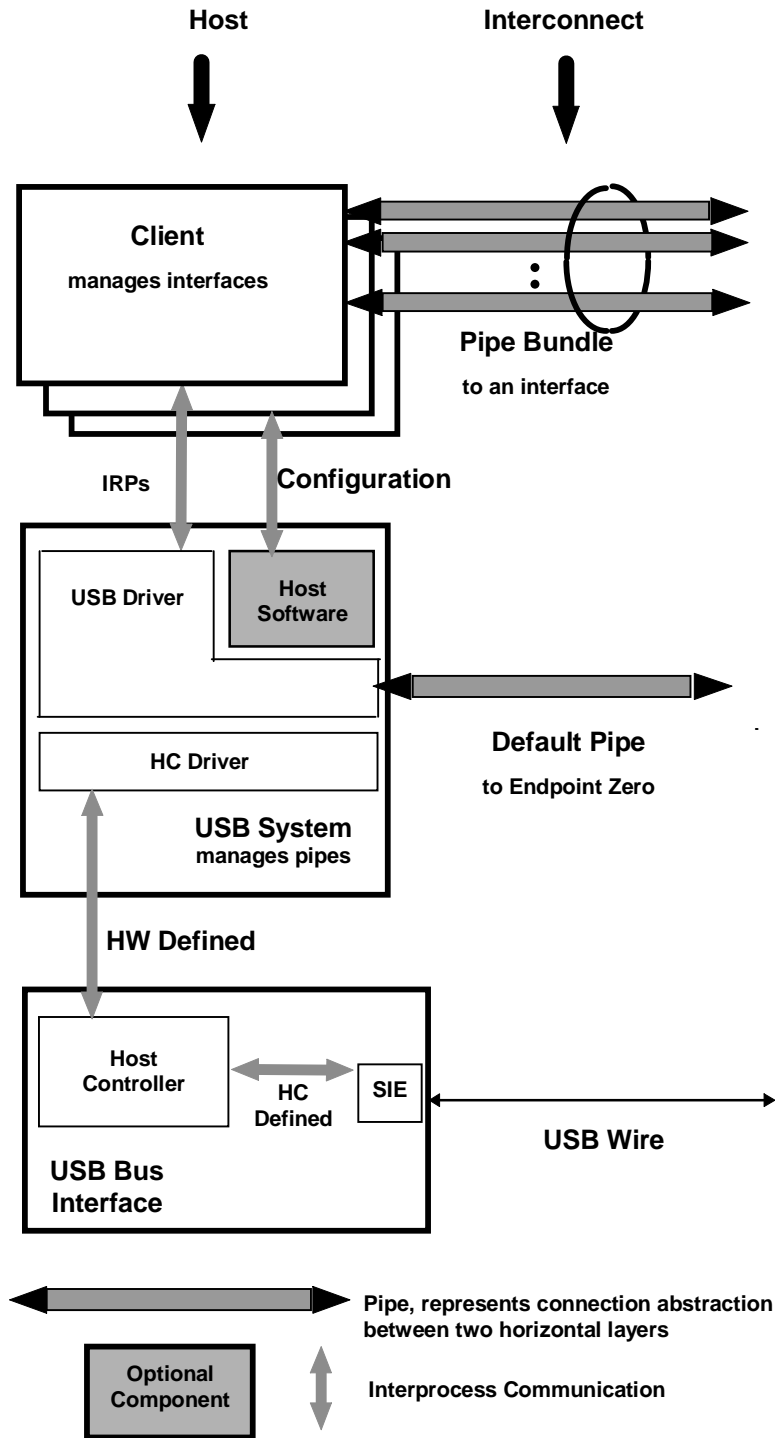 Host
Interconnect
Client
manages interfaces
Pipe Bundle
to an interface
IRPs
Configuration
USB Driver
Host
Software
HC Driver
Default Pipe
to Endpoint Zero
USB System
manages pipes
HW Defined
Host
Controller
HC
Defined
SIE
USB Wire
USB Bus
Interface
Pipe, represents connection abstraction
between two horizontal layers
Optional
Component
Interprocess Communication